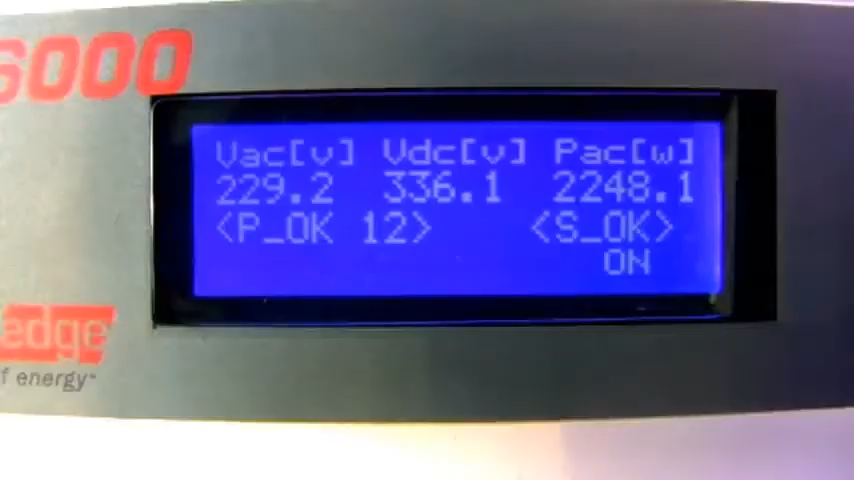 6000
Vac[v] Vdc[v] Pac[w]
229.2 336.1 2248.1
<P_OK 12> <S_OK>
ON
edge
f energy™